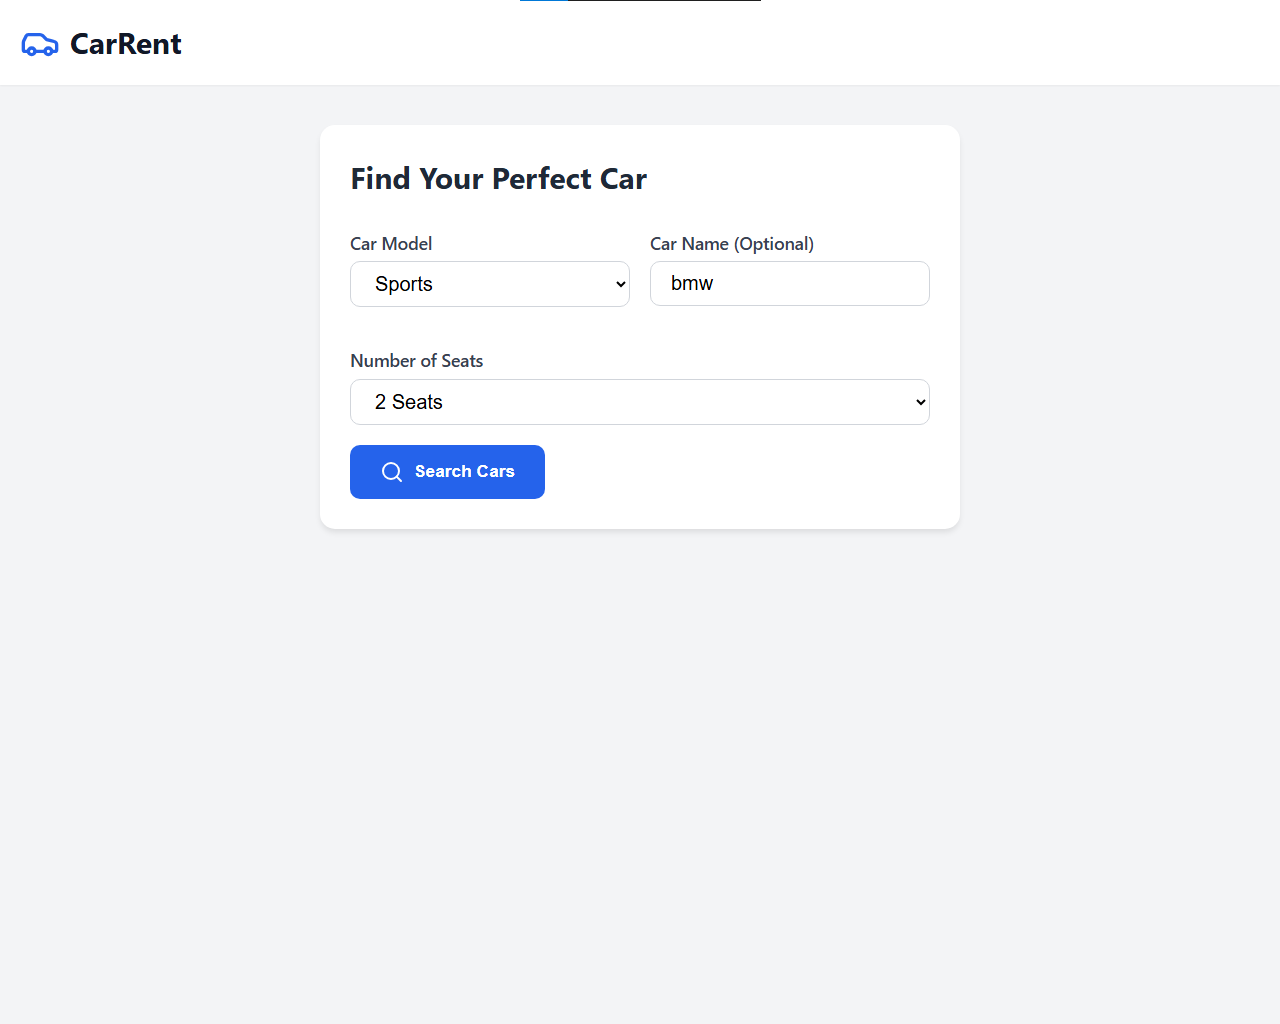 CarRent
Find Your Perfect Car
Car Model
Car Name (Optional)
Sports
bmw
Number of Seats
2 Seats
Search Cars